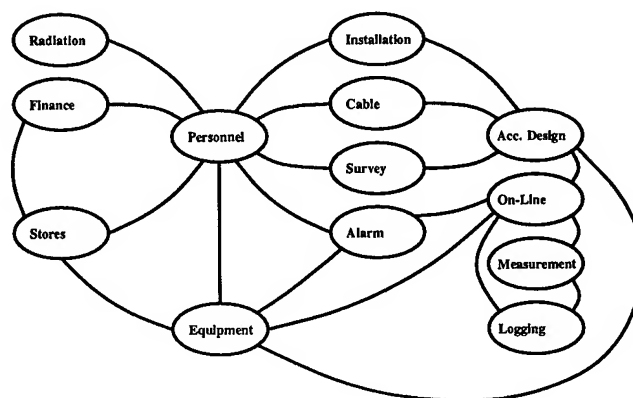 Radiation
Installation
Finance
Cable
Personnel
Acc. Design
Survey
On-Line
Stores
Alarm
Measurement
Equipment
Logging